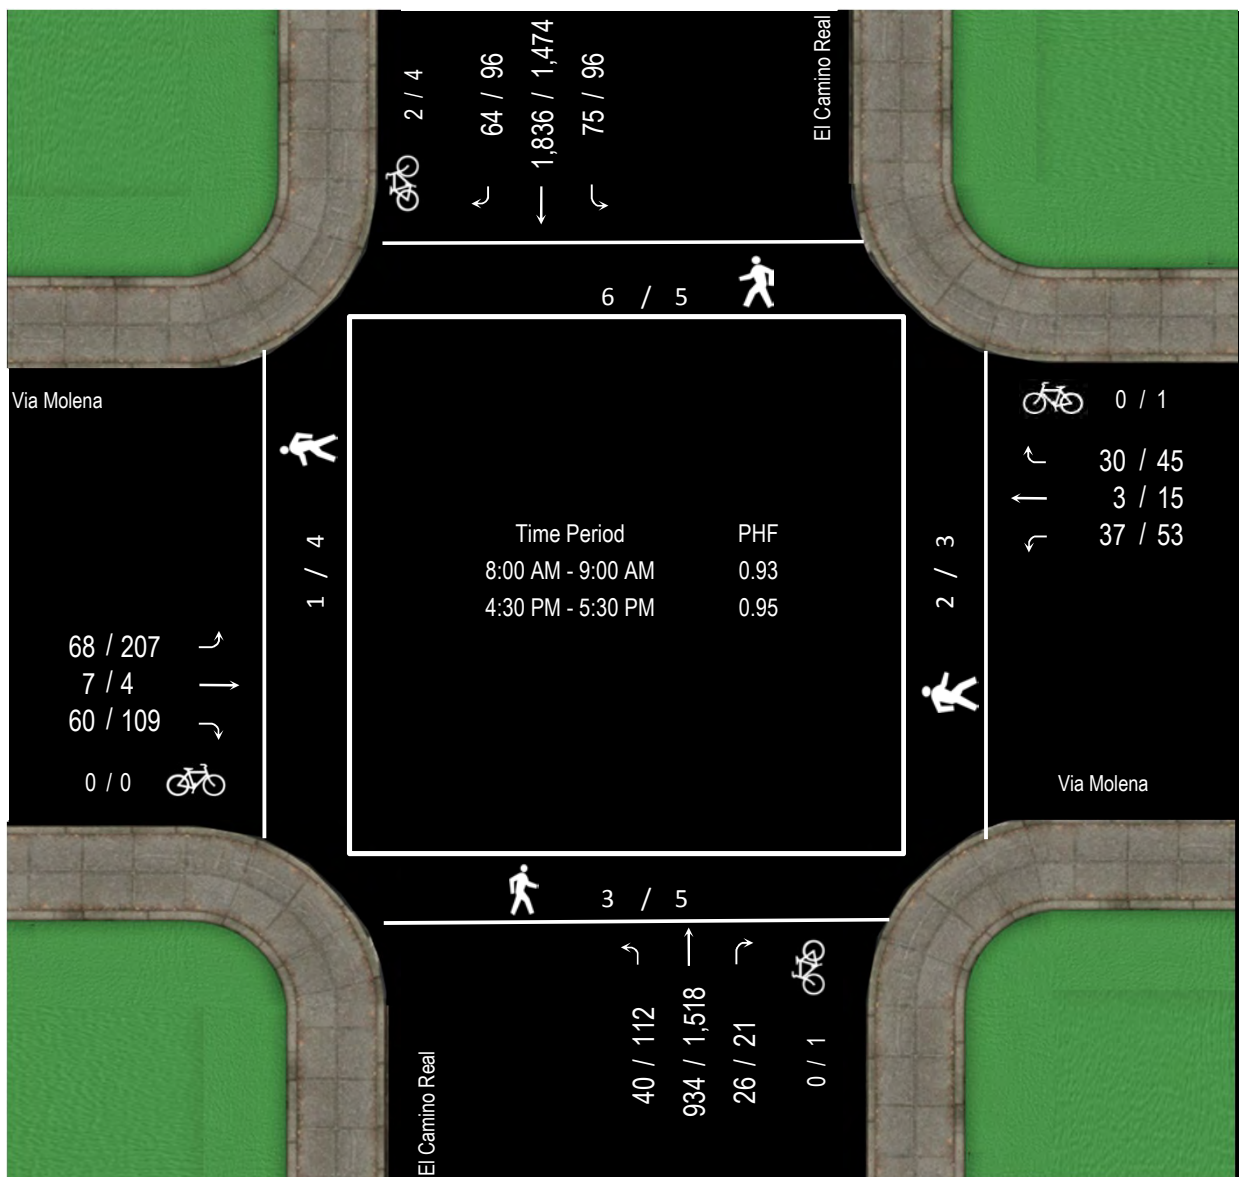 2 / 4
64 / 96
1,836 / 1,474
75 / 96
El Camino Real
6 / 5
Via Molena
0 / 1
30 / 45
3 / 15
37 / 53
1 / 4
Time Period PHF
8:00 AM - 9:00 AM 0.93
4:30 PM - 5:30 PM 0.95
2 / 3
68 / 207
7 / 4
60 / 109
0 / 0
Via Molena
3 / 5
El Camino Real
40 / 112
934 / 1,518
26 / 21
0 / 1